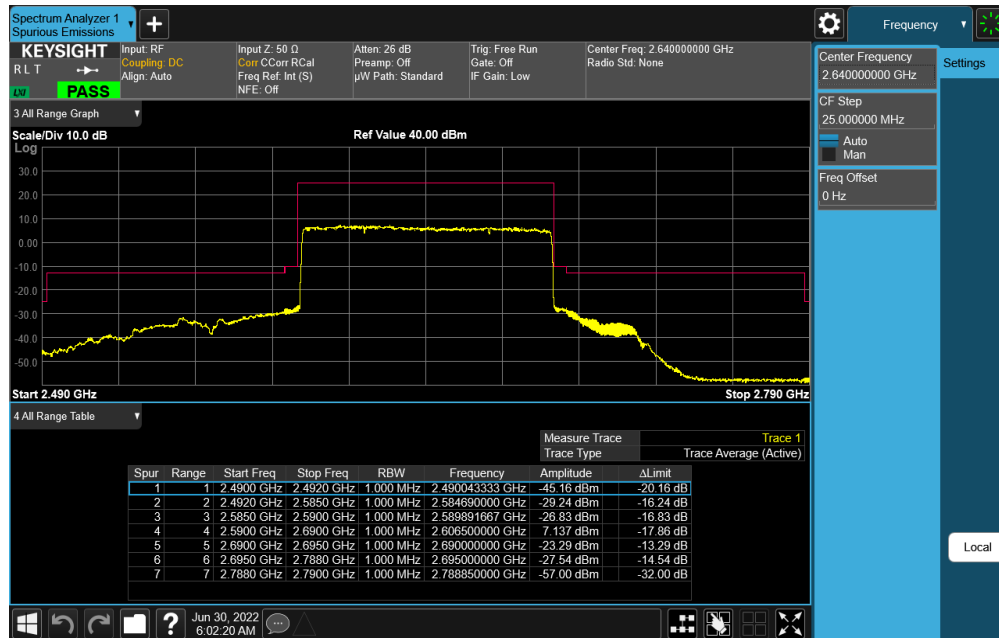 Spectrum Analyzer 1
Spurious Emissions
+
Frequency
KEYSIGHT
R L T
LXI
PASS
Input: RF
Coupling: DC
Align: Auto
Input Z: 50 Ω
Corr CCorr RCal
Freq Ref: Int (S)
NFE: Off
Atten: 26 dB
Preamp: Off
µW Path: Standard
Trig: Free Run
Gate: Off
IF Gain: Low
Center Freq: 2.640000000 GHz
Radio Std: None
Center Frequency
2.640000000 GHz
Settings
CF Step
25.000000 MHz
Auto
Man
Freq Offset
0 Hz
3 All Range Graph
Scale/Div 10.0 dB
Ref Value 40.00 dBm
Log
30.0
20.0
10.0
0.00
-10.0
-20.0
-30.0
-40.0
-50.0
Start 2.490 GHz
Stop 2.790 GHz
4 All Range Table
Measure Trace Trace 1
Trace Type Trace Average (Active)
Spur Range Start Freq Stop Freq RBW Frequency Amplitude ΔLimit
1 1 2.4900 GHz 2.4920 GHz 1.000 MHz 2.490043333 GHz -45.16 dBm -20.16 dB
2 2 2.4920 GHz 2.5850 GHz 1.000 MHz 2.584690000 GHz -29.24 dBm -16.24 dB
3 3 2.5850 GHz 2.5900 GHz 1.000 MHz 2.589891667 GHz -26.83 dBm -16.83 dB
4 4 2.5900 GHz 2.6900 GHz 1.000 MHz 2.606500000 GHz 7.137 dBm -17.86 dB
5 5 2.6900 GHz 2.6950 GHz 1.000 MHz 2.690000000 GHz -23.29 dBm -13.29 dB
6 6 2.6950 GHz 2.7880 GHz 1.000 MHz 2.695000000 GHz -27.54 dBm -14.54 dB
7 7 2.7880 GHz 2.7900 GHz 1.000 MHz 2.788850000 GHz -57.00 dBm -32.00 dB
Local
?
Jun 30, 2022
6:02:20 AM